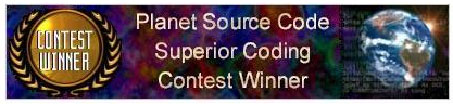 CONTEST
WINNER
Planet Source Code
Superior Coding
Contest Winner